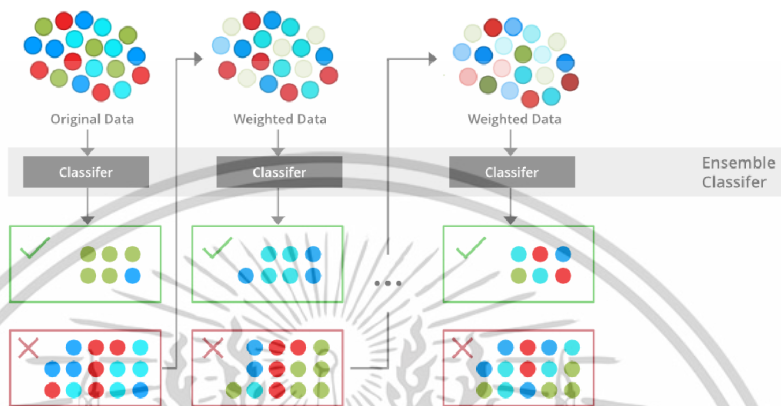 Original Data
Weighted Data
Weighted Data
Classifer
Classifer
Classifer
Ensemble
Classifer
...